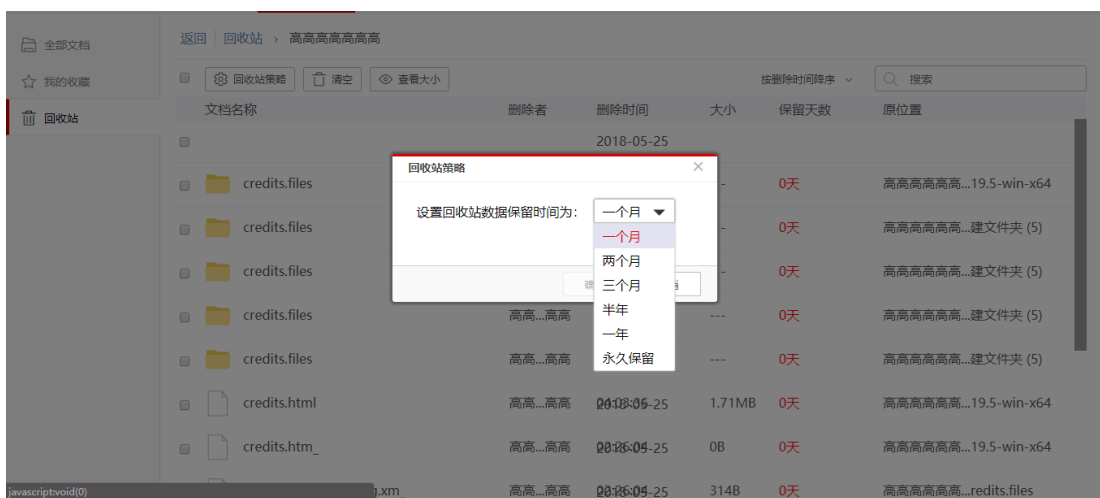 全部文档
我的收藏
回收站
返回 回收站 › 高高高高高高高
回收站策略 清空 查看大小 按删除时间降序 搜索
文档名称 删除者 删除时间 大小 保留天数 原位置
2018-05-25
credits.files 0天 高高高高高高...19.5-win-x64
credits.files 0天 高高高高高高...建文件夹 (5)
credits.files 0天 高高高高高高...建文件夹 (5)
credits.files 高高...高高 --- 0天 高高高高高高...建文件夹 (5)
credits.files 高高...高高 --- 0天 高高高高高高...建文件夹 (5)
credits.html 高高...高高 1.71MB 0天 高高高高高高...19.5-win-x64
credits.htm_ 高高...高高 0B 0天 高高高高高高...19.5-win-x64
高高...高高 314B 0天 高高高高高高...redits.files
回收站策略
设置回收站数据保留时间为: 一个月
一个月
两个月
三个月
半年
一年
永久保留
javascript:void(0)